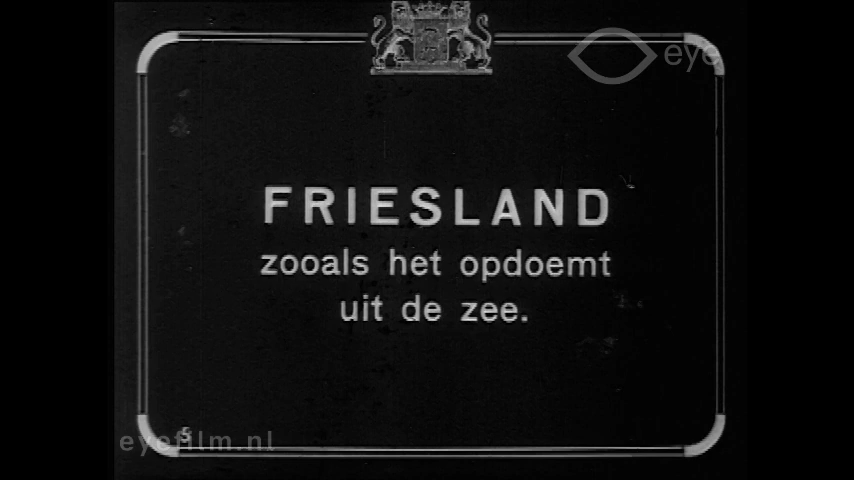 eye
FRIESLAND
zooals het opdoemt
uit de zee.
5
eyefilm.nl